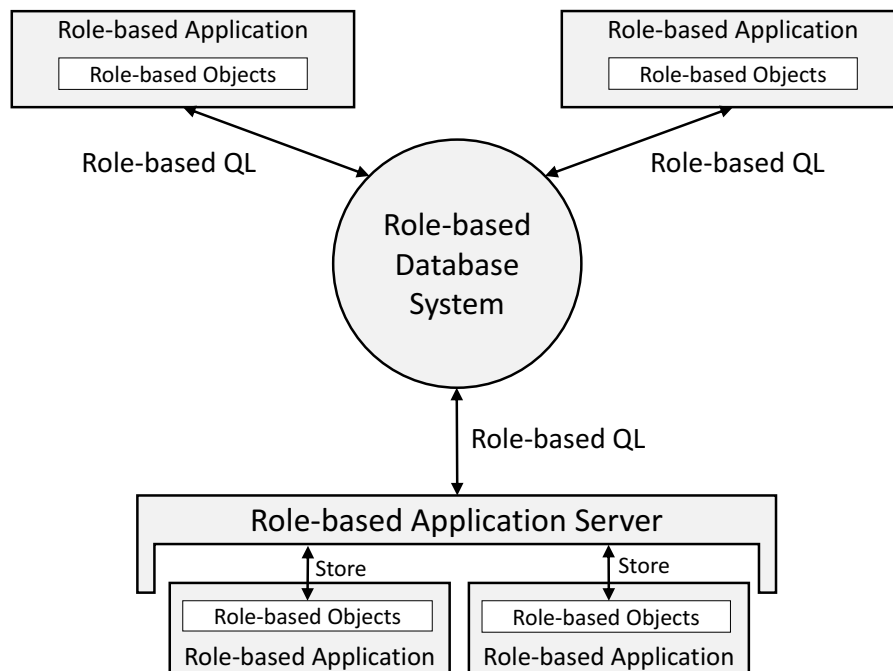 Role-based Application
Role-based Objects
Role-based Application
Role-based Objects
Role-based QL
Role-based QL
Role-based
Database
System
Role-based QL
Role-based Application Server
Store
Store
Role-based Objects
Role-based Application
Role-based Objects
Role-based Application